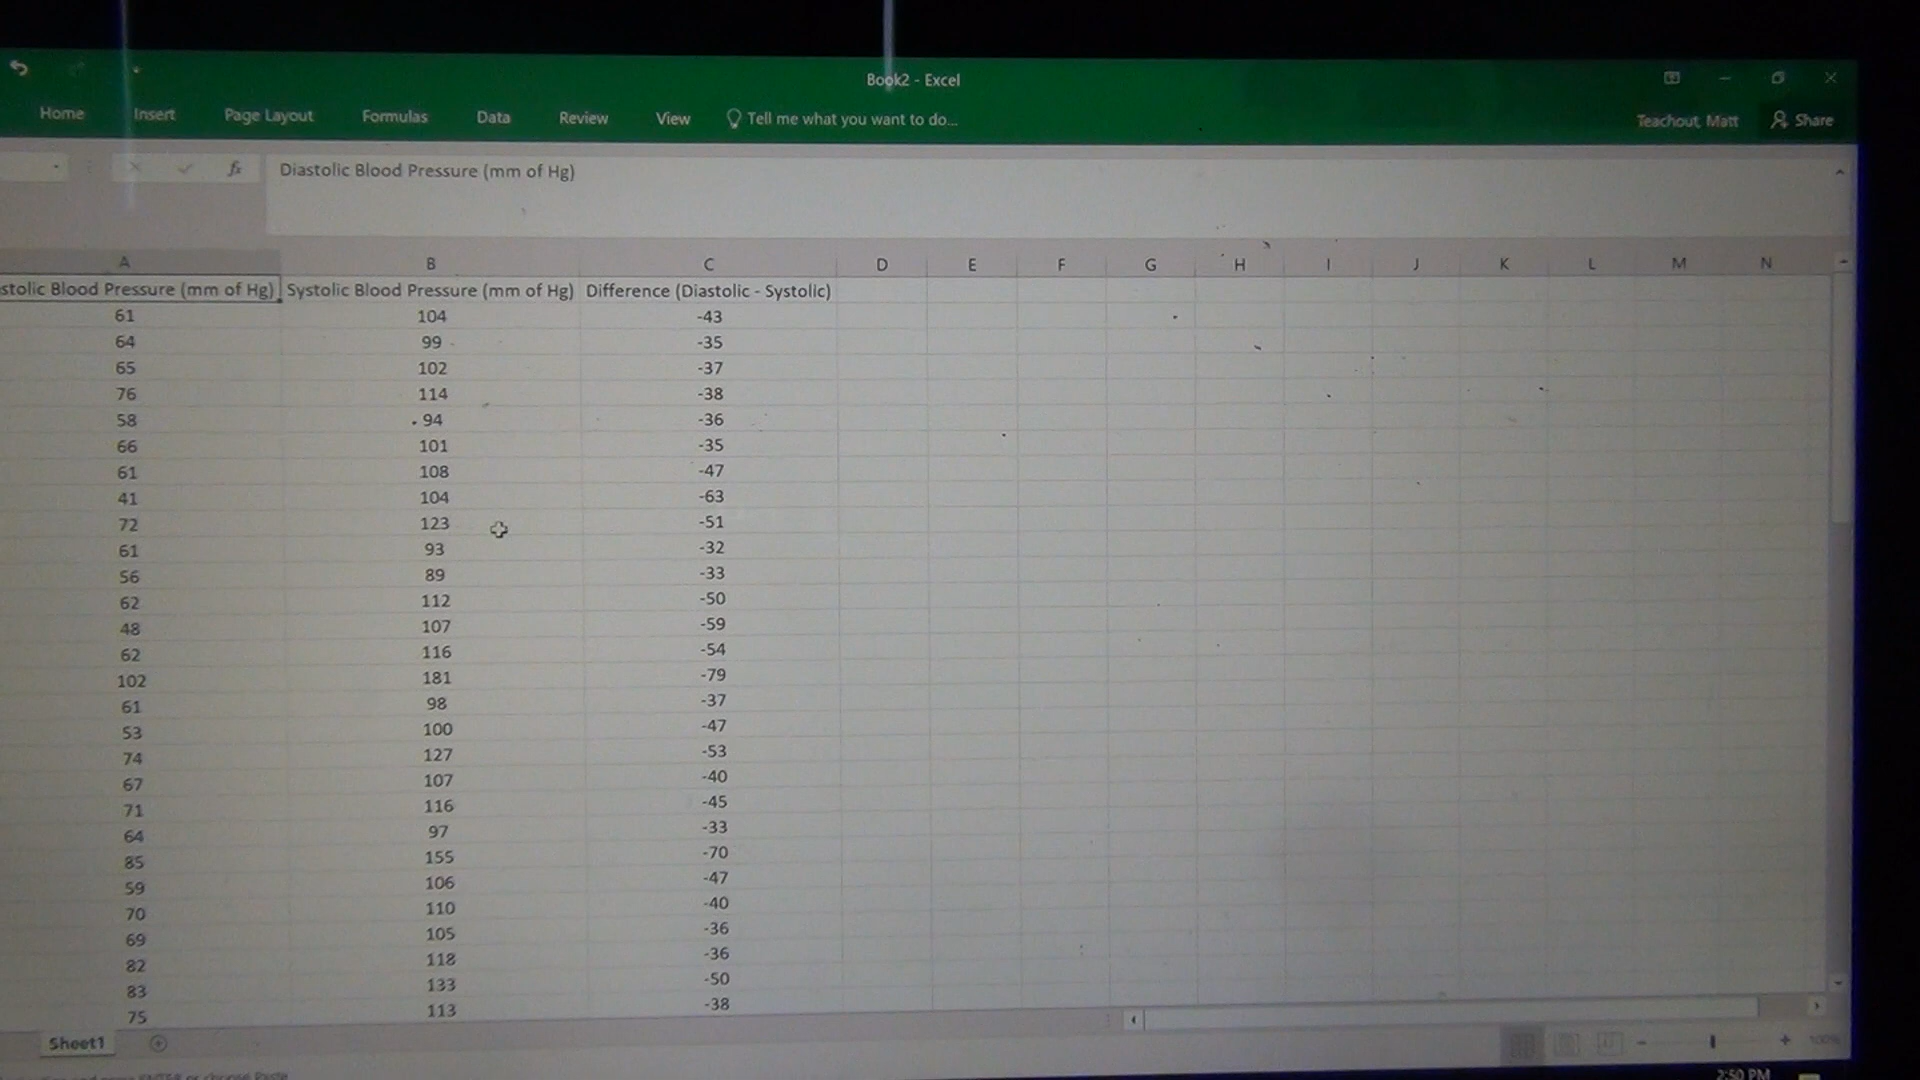 Book2 - Excel
Home Insert Page Layout Formulas Data Review View Tell me what you want to do... Teachout, Matt Share
fx Diastolic Blood Pressure (mm of Hg)
A B C D E F G H I J K L M N
stolic Blood Pressure (mm of Hg) Systolic Blood Pressure (mm of Hg) Difference (Diastolic - Systolic)
61 104 -43
64 99 -35
65 102 -37
76 114 -38
58 94 -36
66 101 -35
61 108 -47
41 104 -63
72 123 -51
61 93 -32
56 89 -33
62 112 -50
48 107 -59
62 116 -54
102 181 -79
61 98 -37
53 100 -47
74 127 -53
67 107 -40
71 116 -45
64 97 -33
85 155 -70
59 106 -47
70 110 -40
69 105 -36
82 118 -36
83 133 -50
75 113 -38
Sheet1
100%
2:50 PM